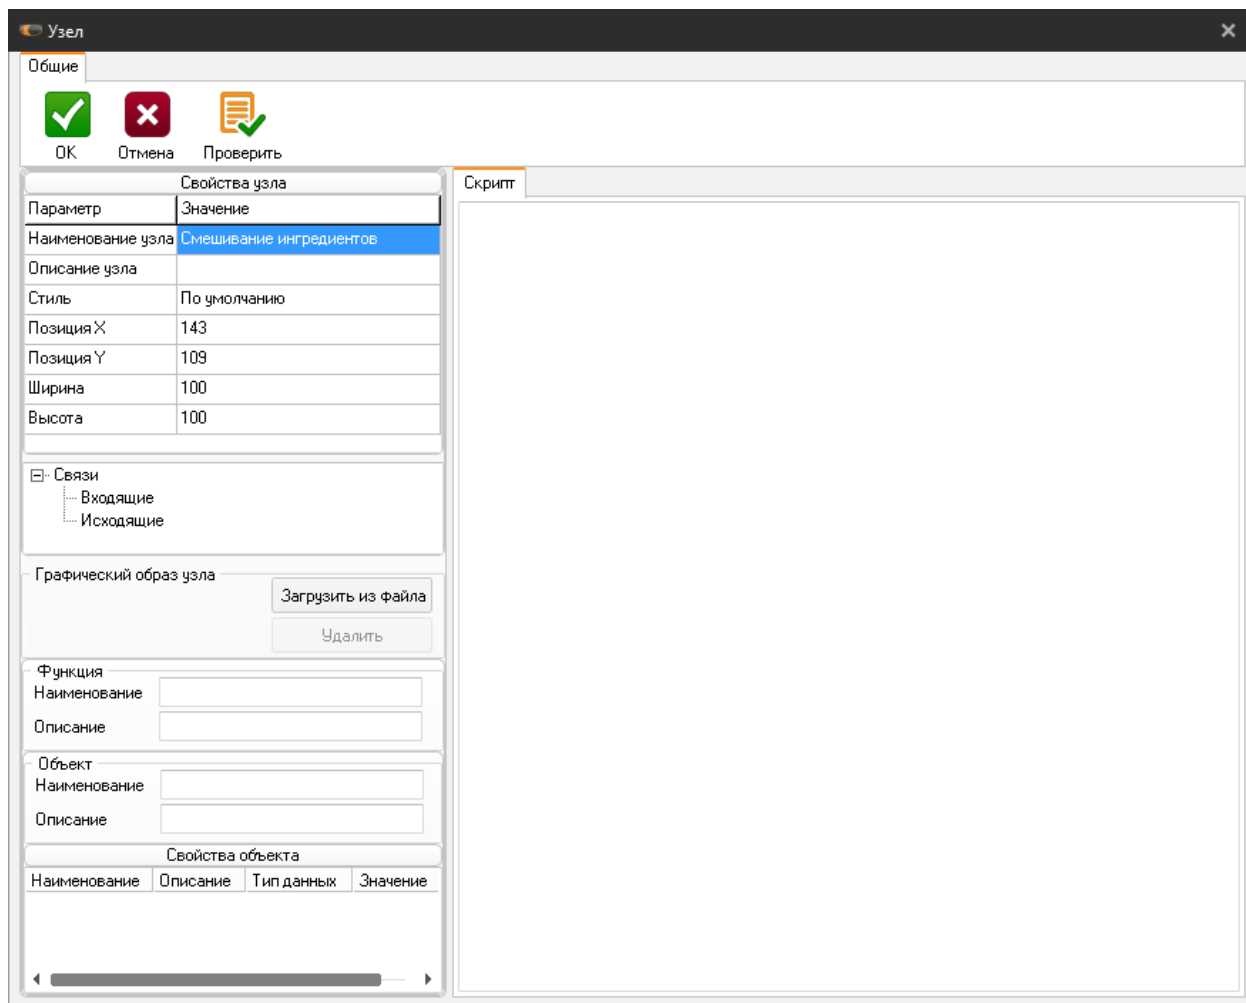 Узел
Общие
OK Отмена Проверить
Свойства узла
Параметр Значение
Наименование узла Смешивание ингредиентов
Описание узла
Стиль По умолчанию
Позиция X 143
Позиция Y 109
Ширина 100
Высота 100
Связи
Входящие
Исходящие
Графический образ узла
Загрузить из файла
Удалить
Функция
Наименование
Описание
Объект
Наименование
Описание
Свойства объекта
Наименование Описание Тип данных Значение
Скрипт